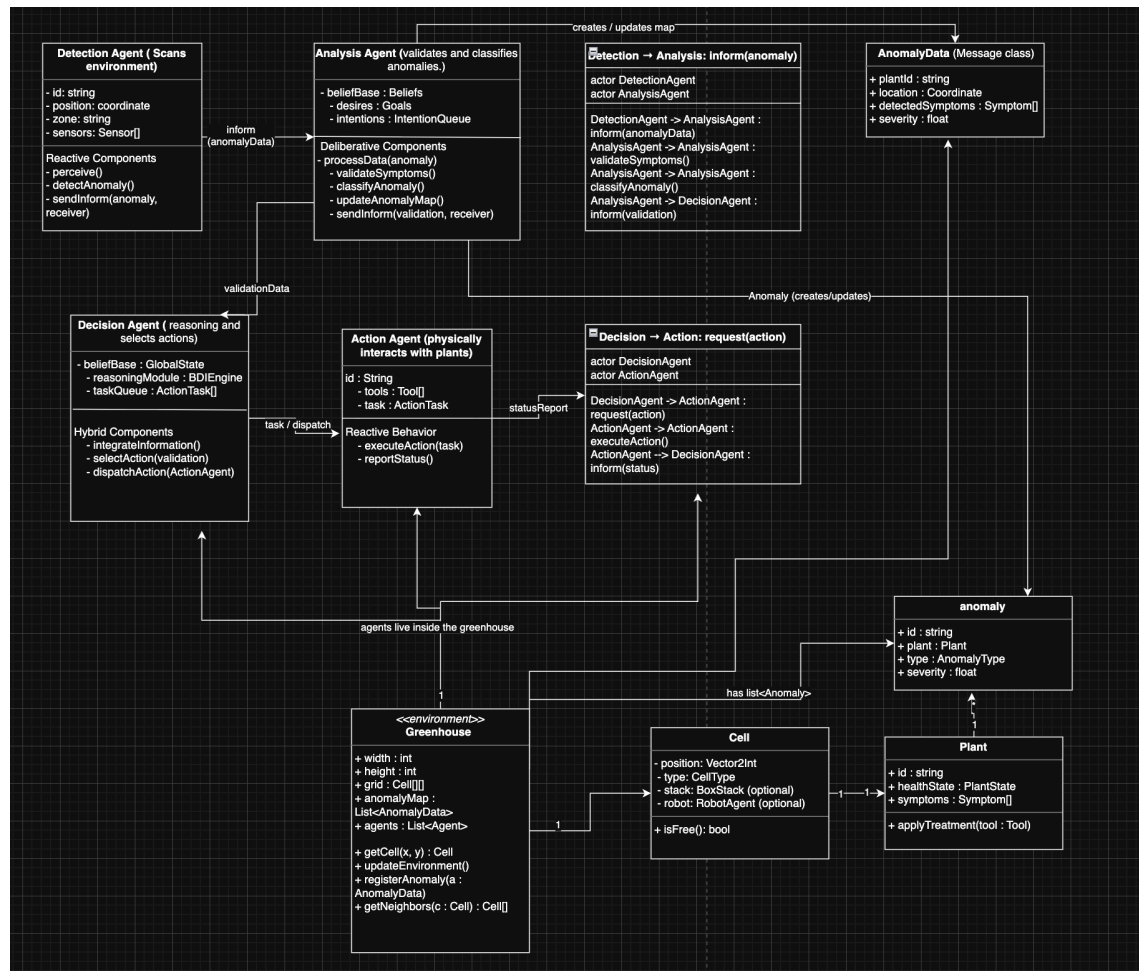 creates / updates map
Detection Agent ( Scans
environment)
- id: string
- position: coordinate
- zone: string
- sensors: Sensor[]
Reactive Components
- perceive()
- detectAnomaly()
- sendInform(anomaly,
receiver)
inform
(anomalyData)
Analysis Agent (validates and classifies
anomalies.)
- beliefBase : Beliefs
- desires : Goals
- intentions : IntentionQueue
Deliberative Components
- processData(anomaly)
- validateSymptoms()
- classifyAnomaly()
- updateAnomalyMap()
- sendInform(validation, receiver)
Detection → Analysis: inform(anomaly)
actor DetectionAgent
actor AnalysisAgent
DetectionAgent -> AnalysisAgent :
inform(anomalyData)
AnalysisAgent -> AnalysisAgent :
validateSymptoms()
AnalysisAgent -> AnalysisAgent :
classifyAnomaly()
AnalysisAgent -> DecisionAgent :
inform(validation)
AnomalyData (Message class)
+ plantId : string
+ location : Coordinate
+ detectedSymptoms : Symptom[]
+ severity : float
validationData
Anomaly (creates/updates)
Decision Agent ( reasoning and
selects actions)
- beliefBase : GlobalState
- reasoningModule : BDIEngine
- taskQueue : ActionTask[]
Hybrid Components
- integrateInformation()
- selectAction(validation)
- dispatchAction(ActionAgent)
task / dispatch
Action Agent (physically
interacts with plants)
id : String
- tools : Tool[]
- task : ActionTask
Reactive Behavior
- executeAction(task)
- reportStatus()
statusReport
Decision → Action: request(action)
actor DecisionAgent
actor ActionAgent
DecisionAgent -> ActionAgent :
request(action)
ActionAgent -> ActionAgent :
executeAction()
ActionAgent --> DecisionAgent :
inform(status)
agents live inside the greenhouse
1
anomaly
+ id : string
+ plant : Plant
+ type : AnomalyType
+ severity : float
has list<Anomaly>
*
1
<<environment>>
Greenhouse
+ width : int
+ height : int
+ grid : Cell[][]
+ anomalyMap :
List<AnomalyData>
+ agents : List<Agent>
+ getCell(x, y) : Cell
+ updateEnvironment()
+ registerAnomaly(a :
AnomalyData)
+ getNeighbors(c : Cell) : Cell[]
1
Cell
- position: Vector2Int
- type: CellType
- stack: BoxStack (optional)
- robot: RobotAgent (optional)
+ isFree(): bool
1
1
Plant
+ id : string
+ healthState : PlantState
+ symptoms : Symptom[]
+ applyTreatment(tool : Tool)